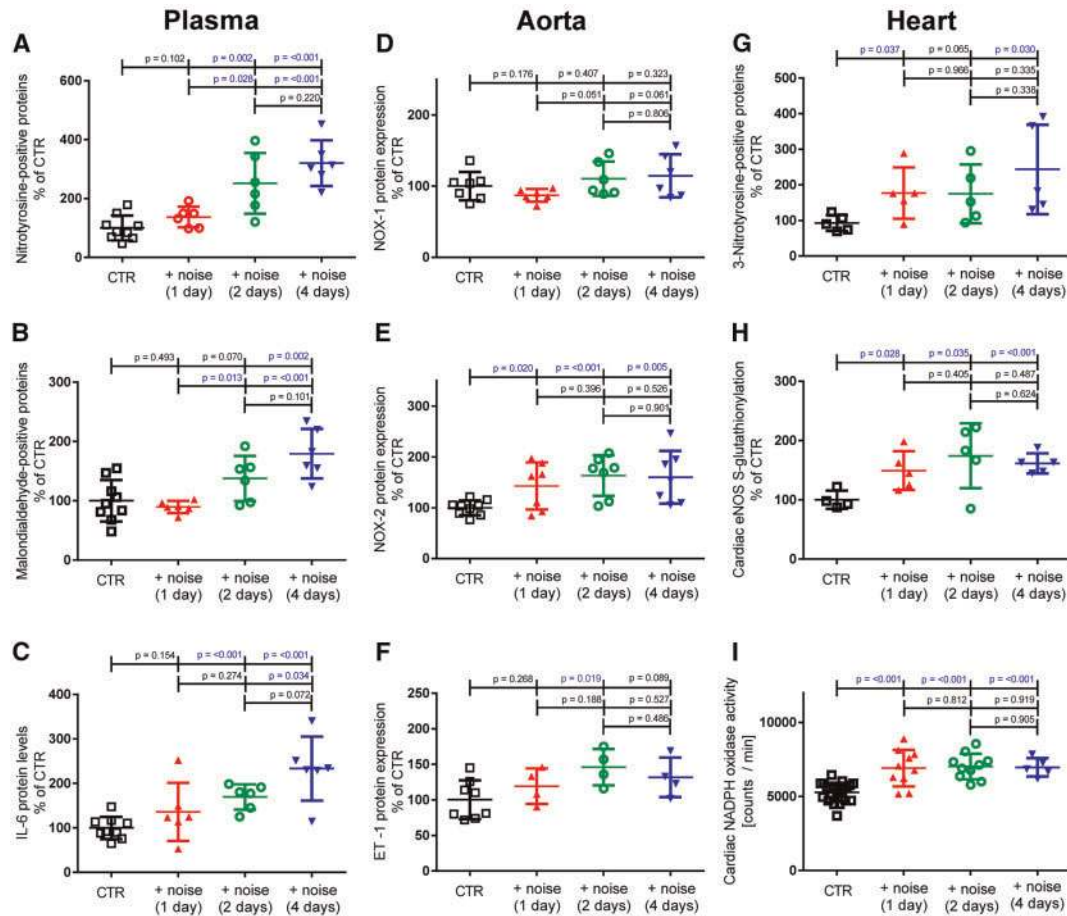 Plasma
Aorta
Heart
A
p = 0.102
p = 0.002
p = <0.001
p = 0.028
p = <0.001
p = 0.220
Nitrotyrosine-positive proteins
% of CTR
600
400
200
0
CTR
+ noise
(1 day)
+ noise
(2 days)
+ noise
(4 days)
D
p = 0.176
p = 0.407
p = 0.323
p = 0.051
p = 0.061
p = 0.806
NOX-1 protein expression
% of CTR
200
150
100
50
0
CTR
+ noise
(1 day)
+ noise
(2 days)
+ noise
(4 days)
G
p = 0.037
p = 0.065
p = 0.030
p = 0.966
p = 0.335
p = 0.338
3-Nitrotyrosine-positive proteins
% of CTR
500
400
300
200
100
0
CTR
+ noise
(1 day)
+ noise
(2 days)
+ noise
(4 days)
B
p = 0.493
p = 0.070
p = 0.002
p = 0.013
p = <0.001
p = 0.101
Malondialdehyde-positive proteins
% of CTR
300
200
100
0
CTR
+ noise
(1 day)
+ noise
(2 days)
+ noise
(4 days)
E
p = 0.020
p = <0.001
p = 0.005
p = 0.396
p = 0.526
p = 0.901
NOX-2 protein expression
% of CTR
300
200
100
0
CTR
+ noise
(1 day)
+ noise
(2 days)
+ noise
(4 days)
H
p = 0.028
p = 0.035
p = <0.001
p = 0.405
p = 0.487
p = 0.624
Cardiac eNOS S-glutathionylation
% of CTR
300
200
100
0
CTR
+ noise
(1 day)
+ noise
(2 days)
+ noise
(4 days)
C
p = 0.154
p = <0.001
p = <0.001
p = 0.274
p = 0.034
p = 0.072
IL-6 protein levels
% of CTR
400
300
200
100
0
CTR
+ noise
(1 day)
+ noise
(2 days)
+ noise
(4 days)
F
p = 0.268
p = 0.019
p = 0.089
p = 0.188
p = 0.527
p = 0.486
ET -1 protein expression
% of CTR
200
150
100
50
0
CTR
+ noise
(1 day)
+ noise
(2 days)
+ noise
(4 days)
I
p = <0.001
p = <0.001
p = <0.001
p = 0.812
p = 0.919
p = 0.905
Cardiac NADPH oxidase activity
[counts / min]
10000
5000
0
CTR
+ noise
(1 day)
+ noise
(2 days)
+ noise
(4 days)